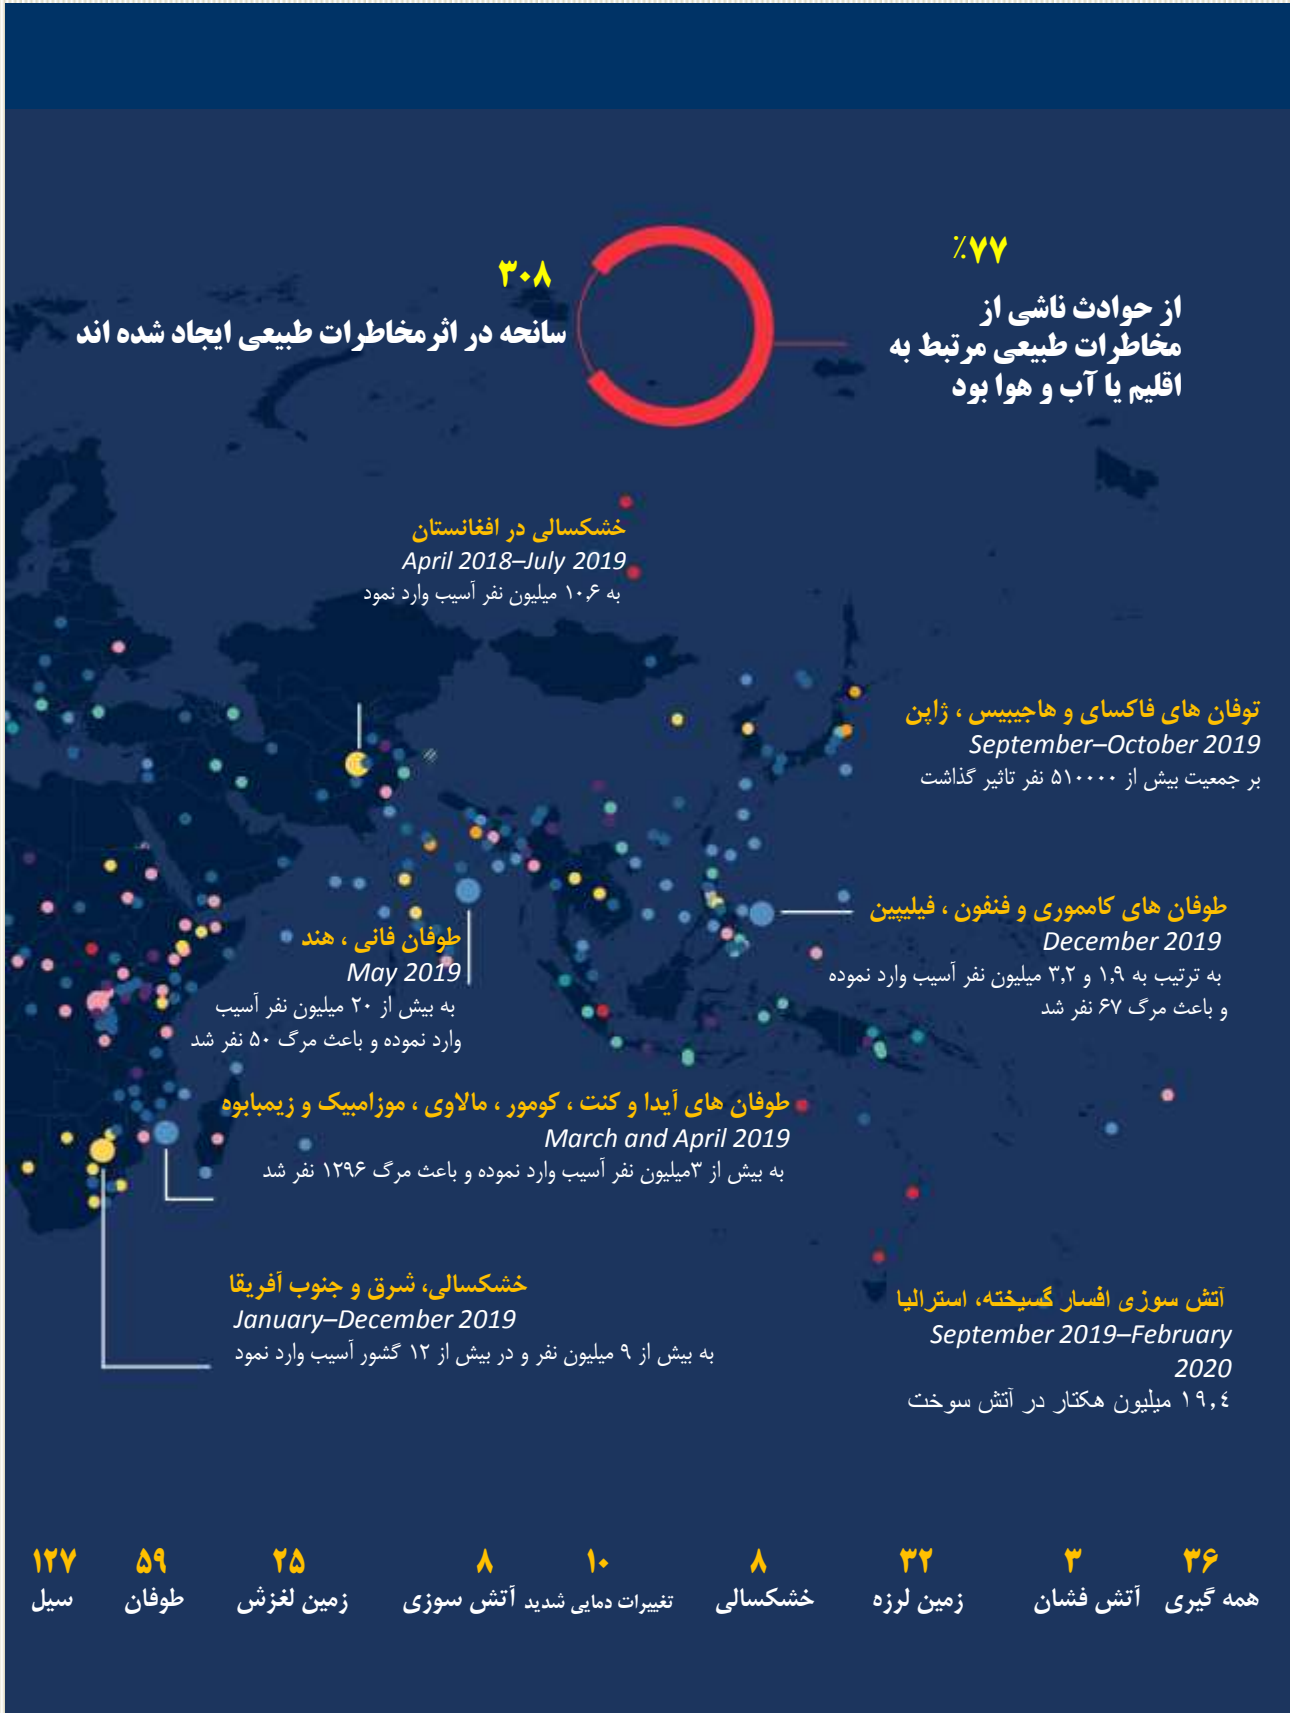 ٪۷۷
از حوادث ناشی از
مخاطرات طبیعی مرتبط به
اقلیم یا آب و هوا بود
۳۰۸
سانحه در اثرمخاطرات طبیعی ایجاد شده اند
خشکسالی در افغانستان
April 2018–July 2019
به ۱۰,۶ میلیون نفر آسیب وارد نمود
توفان های فاکسای و هاجیبیس ، ژاپن
September–October 2019
بر جمعیت بیش از ۵۱۰۰۰۰ نفر تاثیر گذاشت
طوفان های کامموری و فنفون ، فیلیپین
December 2019
به ترتیب به ۱,۹ و ۳,۲ میلیون نفر آسیب وارد نموده
و باعث مرگ ۶۷ نفر شد
طوفان فانی ، هند
May 2019
به بیش از ۲۰ میلیون نفر آسیب
وارد نموده و باعث مرگ ۵۰ نفر شد
طوفان های آیدا و کنت ، کومور ، مالاوی ، موزامبیک و زیمبابوه
March and April 2019
به بیش از ۳میلیون نفر آسیب وارد نموده و باعث مرگ ۱۲۹۶ نفر شد
خشکسالی، شرق و جنوب آفریقا
January–December 2019
به بیش از ۹ میلیون نفر و در بیش از ۱۲ گشور آسیب وارد نمود
آتش سوزی افسار گسیخته، استرالیا
September 2019–February
2020
١٩,٤ میلیون هکتار در آتش سوخت
۳۶
همه گیری
۳
آتش فشان
۳۲
زمین لرزه
۸
خشکسالی
۱۰
تغییرات دمایی شدید
۸
آتش سوزی
۲۵
زمین لغزش
۵۹
طوفان
۱۲۷
سیل